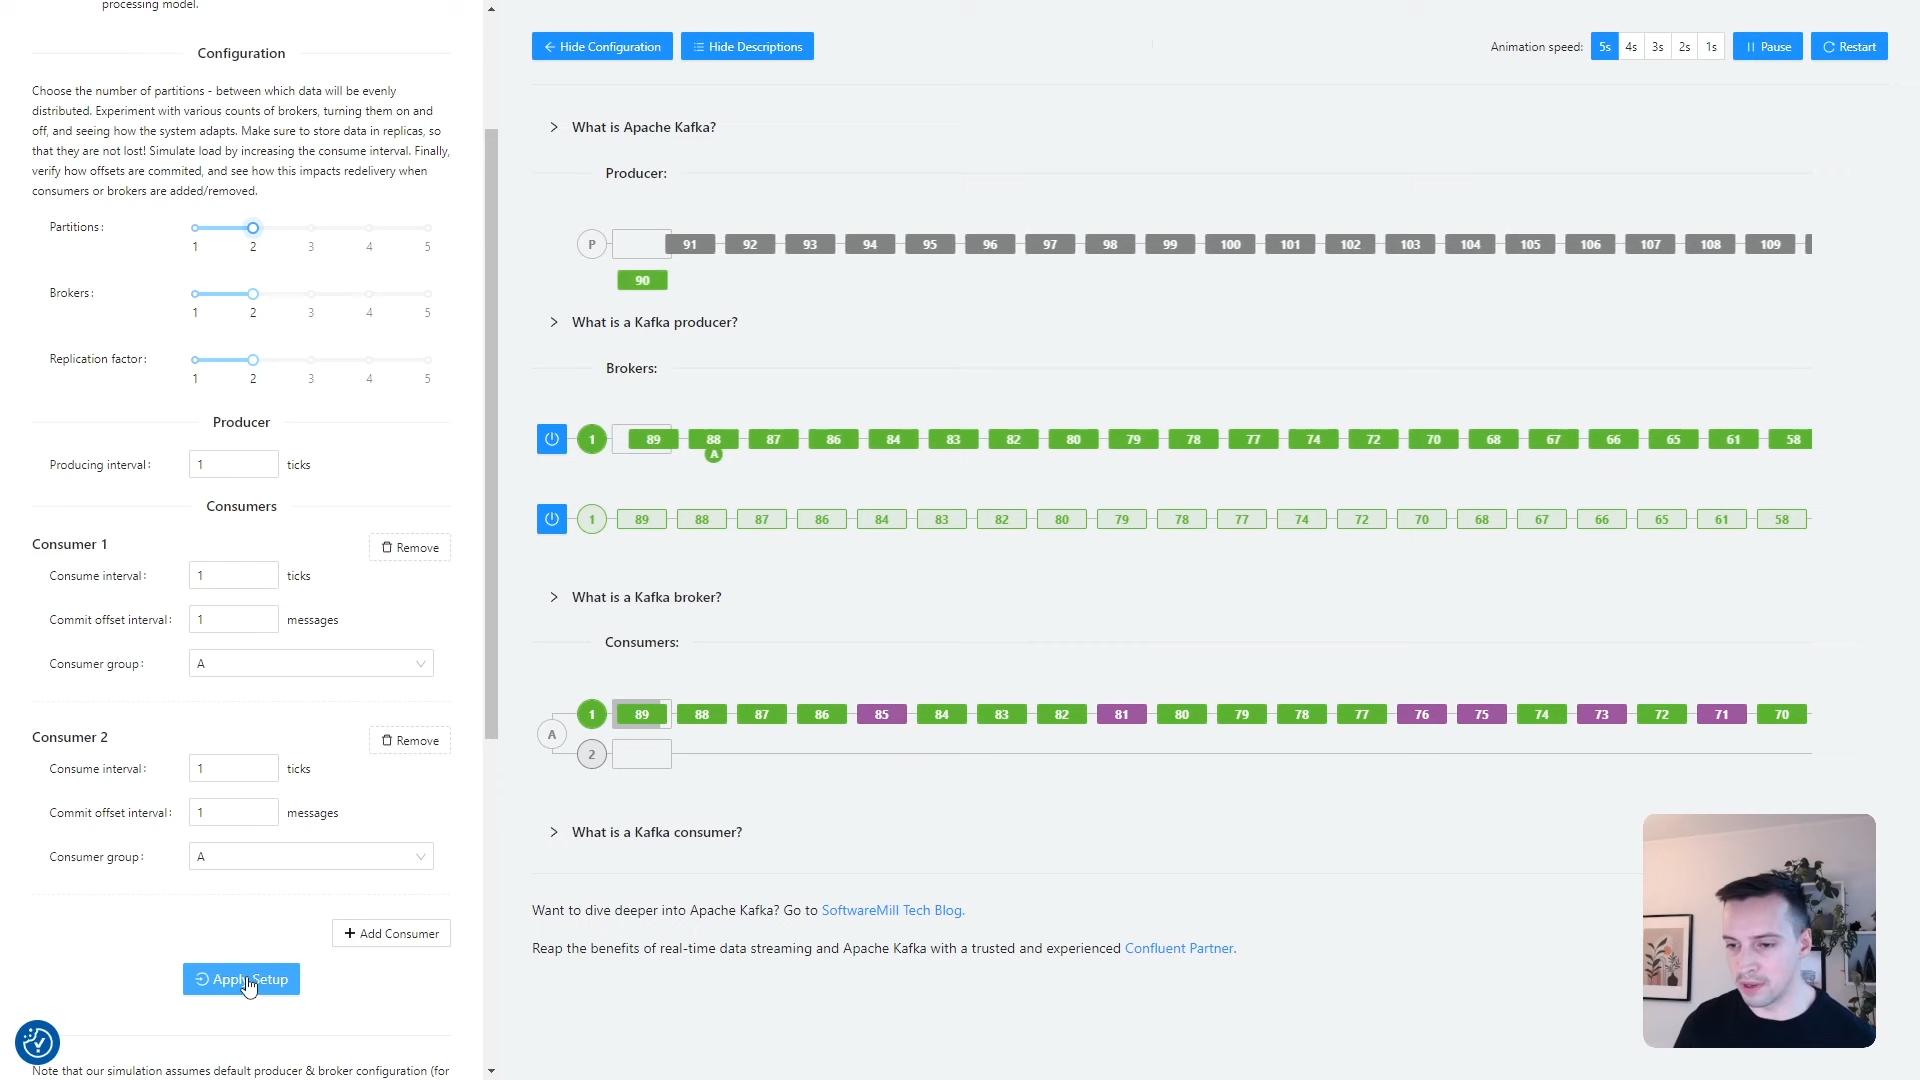 processing model.
Configuration
Choose the number of partitions - between which data will be evenly
distributed. Experiment with various counts of brokers, turning them on and
off, and seeing how the system adapts. Make sure to store data in replicas, so
that they are not lost! Simulate load by increasing the consume interval. Finally,
verify how offsets are commited, and see how this impacts redelivery when
consumers or brokers are added/removed.
Partitions:
1 2 3 4 5
Brokers:
1 2 3 4 5
Replication factor:
1 2 3 4 5
Producer
Producing interval: 1 ticks
Consumers
Consumer 1
Remove
Consume interval: 1 ticks
Commit offset interval: 1 messages
Consumer group: A
Consumer 2
Remove
Consume interval: 1 ticks
Commit offset interval: 1 messages
Consumer group: A
+ Add Consumer
Apply Setup
Note that our simulation assumes default producer & broker configuration (for
Hide Configuration Hide Descriptions
Animation speed: 5s 4s 3s 2s 1s Pause Restart
What is Apache Kafka?
Producer:
P 91 92 93 94 95 96 97 98 99 100 101 102 103 104 105 106 107 108 109
90
What is a Kafka producer?
Brokers:
1 89 88 87 86 84 83 82 80 79 78 77 74 72 70 68 67 66 65 61 58
A
1 89 88 87 86 84 83 82 80 79 78 77 74 72 70 68 67 66 65 61 58
What is a Kafka broker?
Consumers:
1 89 88 87 86 85 84 83 82 81 80 79 78 77 76 75 74 73 72 71 70
A
2
What is a Kafka consumer?
Want to dive deeper into Apache Kafka? Go to SoftwareMill Tech Blog.
Reap the benefits of real-time data streaming and Apache Kafka with a trusted and experienced Confluent Partner.